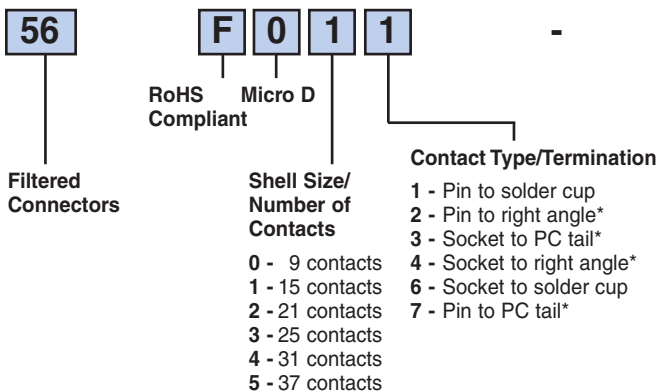 56 F 0 1 1 -
RoHS Compliant
Micro D
Filtered Connectors
Shell Size/
Number of
Contacts
0 - 9 contacts
1 - 15 contacts
2 - 21 contacts
3 - 25 contacts
4 - 31 contacts
5 - 37 contacts
Contact Type/Termination
1 - Pin to solder cup
2 - Pin to right angle*
3 - Socket to PC tail*
4 - Socket to right angle*
6 - Socket to solder cup
7 - Pin to PC tail*